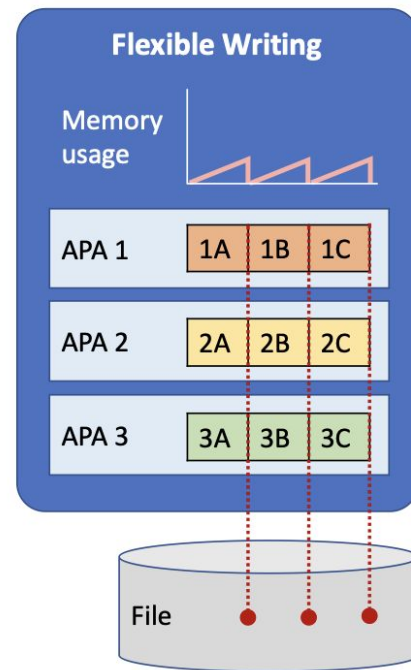 Flexible Writing
Memory
usage
APA 1 1A 1B 1C
APA 2 2A 2B 2C
APA 3 3A 3B 3C
File